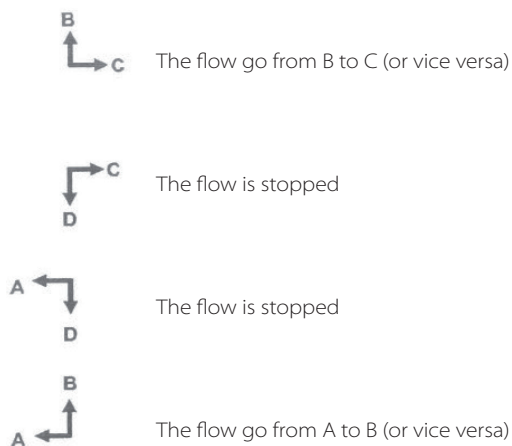 B
C
The flow go from B to C (or vice versa)
C
The flow is stopped
D
A
The flow is stopped
D
B
A
The flow go from A to B (or vice versa)